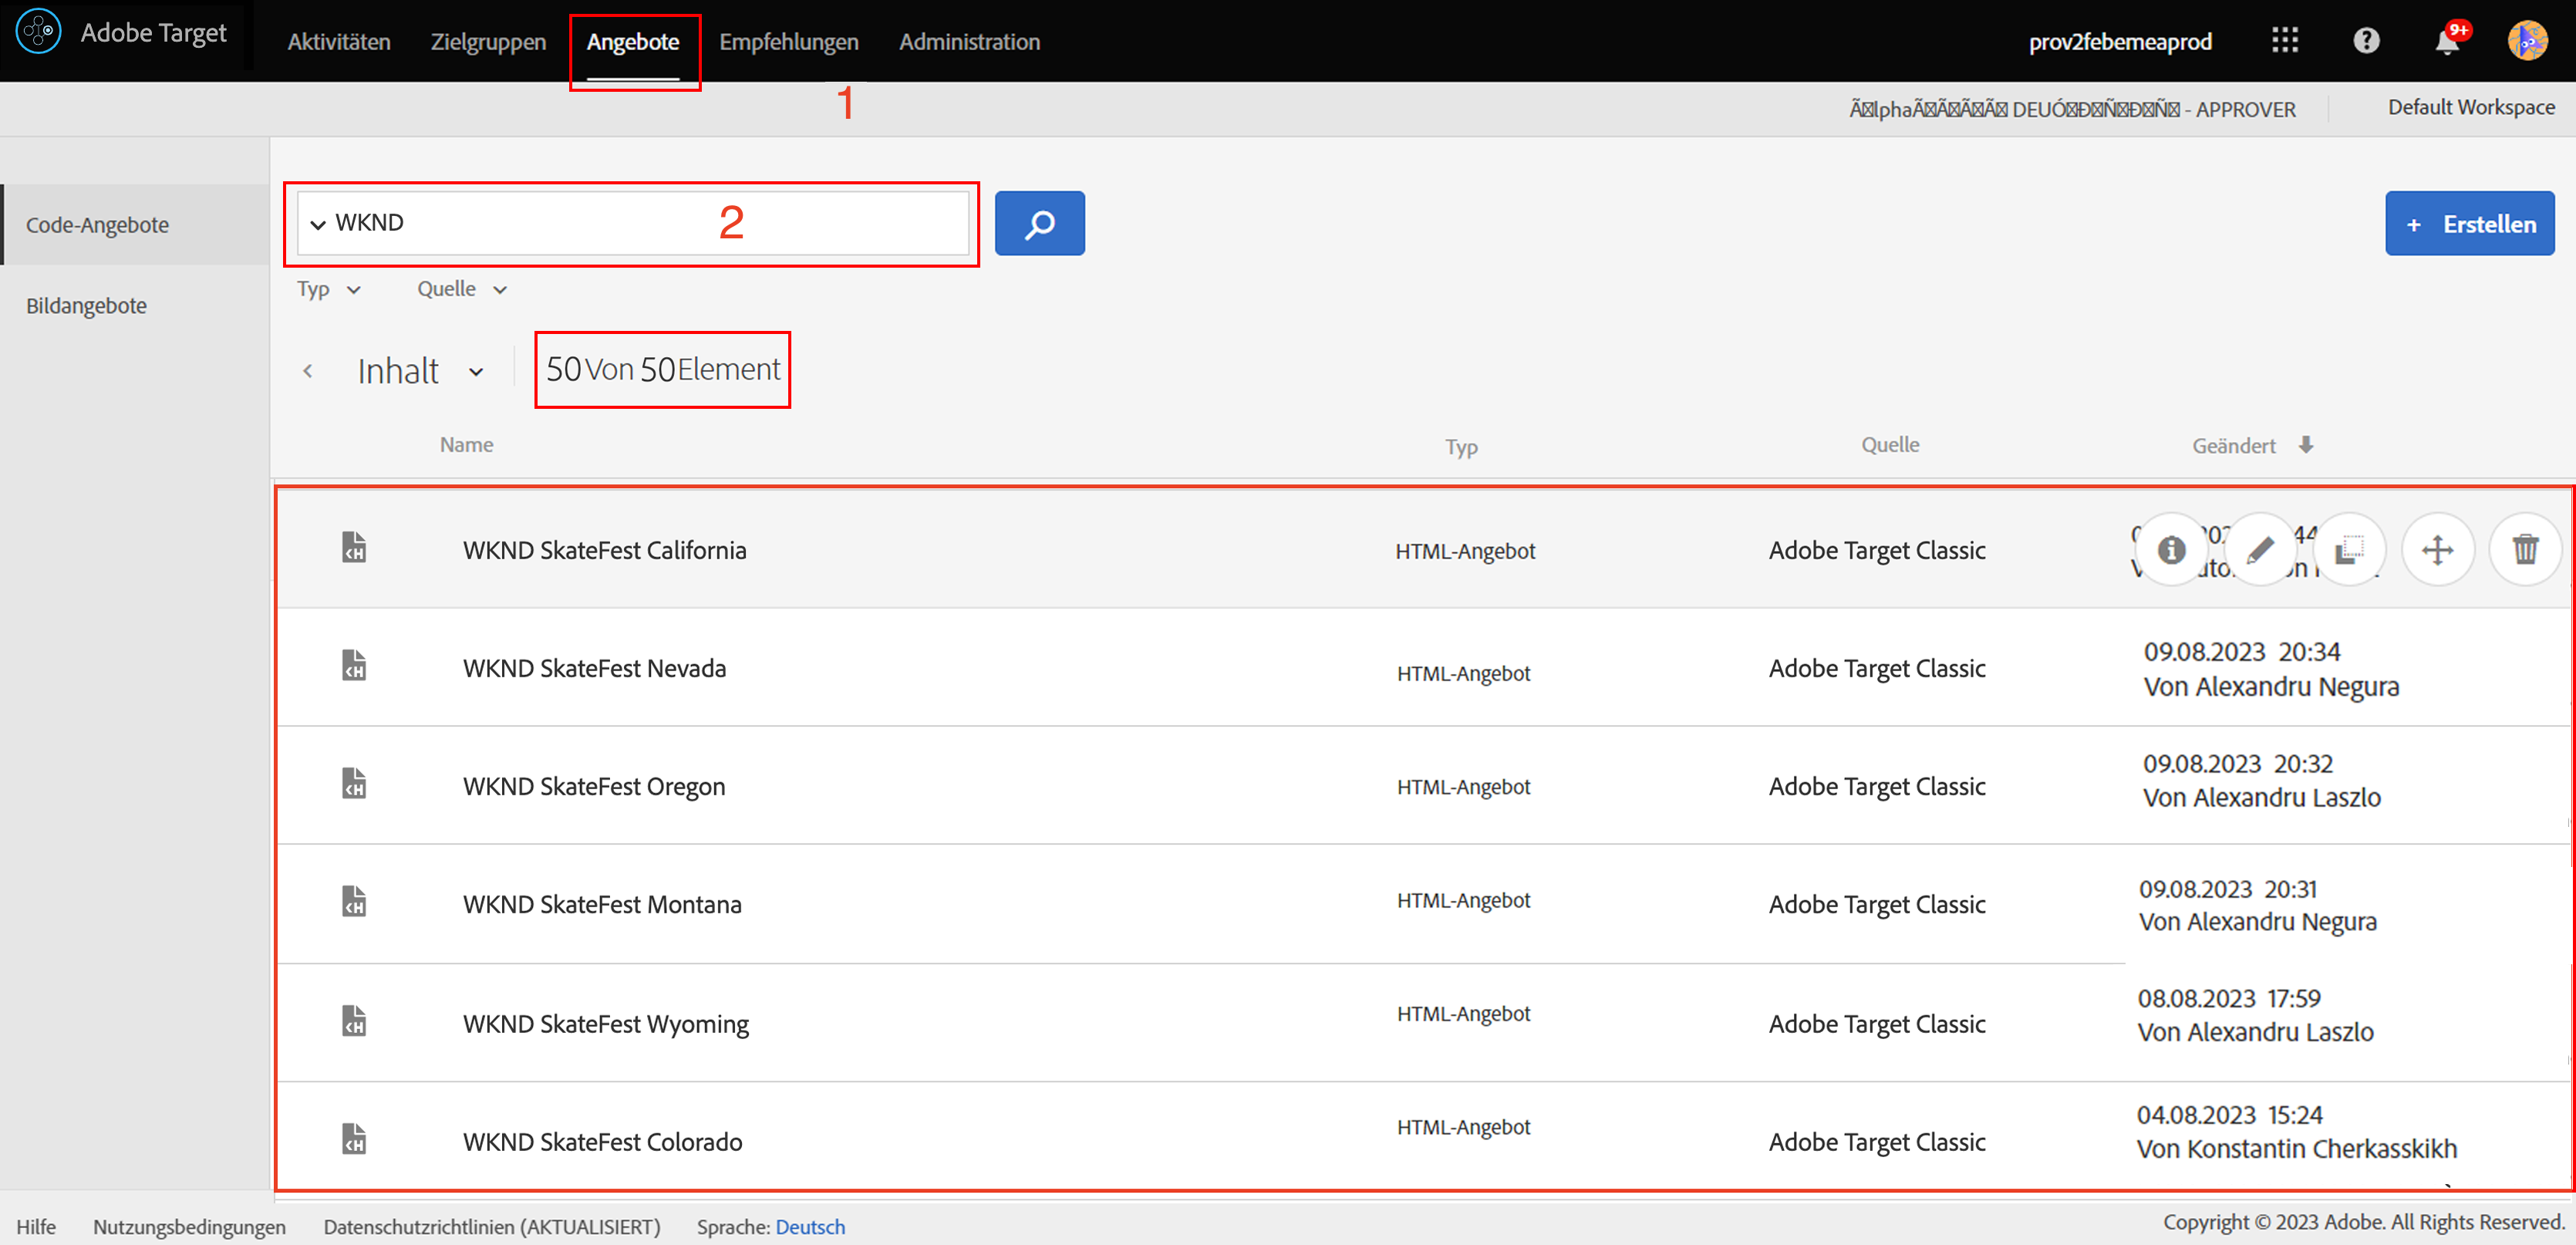 Adobe Target
Aktivitäten Zielgruppen Angebote Empfehlungen Administration
prov2febemeaprod
9+
1
- APPROVER
Default Workspace
Code-Angebote
Bildangebote
WKND
2
+ Erstellen
Typ Quelle
Inhalt
50 Von 50 Element
Name Typ Quelle Geändert
WKND SkateFest California HTML-Angebot Adobe Target Classic
WKND SkateFest Nevada HTML-Angebot Adobe Target Classic 09.08.2023 20:34
Von Alexandru Negura
WKND SkateFest Oregon HTML-Angebot Adobe Target Classic 09.08.2023 20:32
Von Alexandru Laszlo
WKND SkateFest Montana HTML-Angebot Adobe Target Classic 09.08.2023 20:31
Von Alexandru Negura
WKND SkateFest Wyoming HTML-Angebot Adobe Target Classic 08.08.2023 17:59
Von Alexandru Laszlo
WKND SkateFest Colorado HTML-Angebot Adobe Target Classic 04.08.2023 15:24
Von Konstantin Cherkasskikh
Hilfe Nutzungsbedingungen Datenschutzrichtlinien (AKTUALISIERT) Sprache: Deutsch
Copyright © 2023 Adobe. All Rights Reserved.